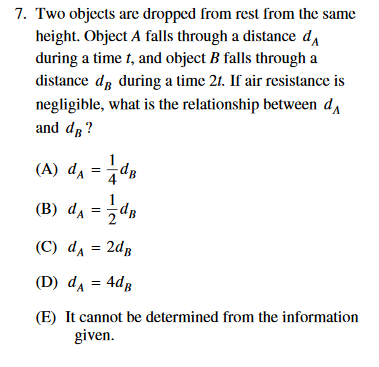 7. Two objects are dropped from rest from the same
height. Object A falls through a distance d_A
during a time t, and object B falls through a
distance d_B during a time 2t. If air resistance is
negligible, what is the relationship between d_A
and d_B?
(A) d_A = 1/4 d_B
(B) d_A = 1/2 d_B
(C) d_A = 2d_B
(D) d_A = 4d_B
(E) It cannot be determined from the information
given.